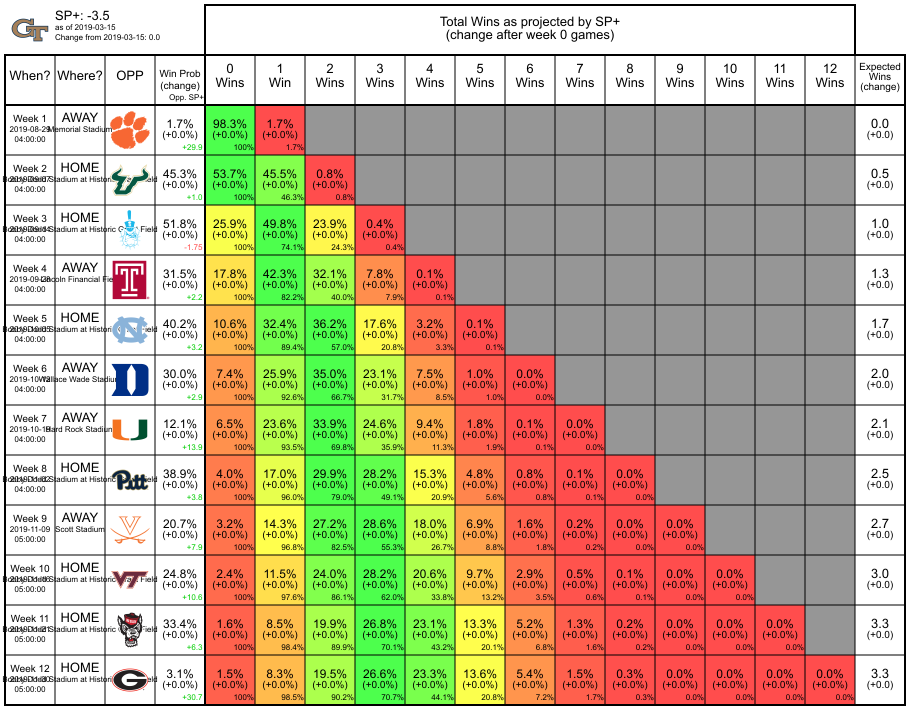 SP+: -3.5
as of 2019-03-15
Change from 2019-03-15: 0.0
Total Wins as projected by SP+
(change after week 0 games)
When? Where? OPP Win Prob (change) Opp. SP+ 0 Wins 1 Win 2 Wins 3 Wins 4 Wins 5 Wins 6 Wins 7 Wins 8 Wins 9 Wins 10 Wins 11 Wins 12 Wins Expected Wins (change)
Week 1 AWAY 1.7% 98.3% 1.7% 0.0
2019-08-29 Memorial Stadium (+0.0%) (+0.0%) (+0.0%) (+0.0)
04:00:00 +29.9 100% 1.7%
Week 2 HOME 45.3% 53.7% 45.5% 0.8% 0.5
Stadium at Historic Field (+0.0%) (+0.0%) (+0.0%) (+0.0%) (+0.0)
04:00:00 +1.0 100% 46.3% 0.8%
Week 3 HOME 51.8% 25.9% 49.8% 23.9% 0.4% 1.0
Stadium at Historic Field (+0.0%) (+0.0%) (+0.0%) (+0.0%) (+0.0%) (+0.0)
04:00:00 -1.75 100% 74.1% 24.3% 0.4%
Week 4 AWAY T 31.5% 17.8% 42.3% 32.1% 7.8% 0.1% 1.3
Lincoln Financial (+0.0%) (+0.0%) (+0.0%) (+0.0%) (+0.0%) (+0.0%) (+0.0)
04:00:00 +2.2 100% 82.2% 40.0% 7.9% 0.1%
Week 5 HOME NC 40.2% 10.6% 32.4% 36.2% 17.6% 3.2% 0.1% 1.7
Stadium at Historic Field (+0.0%) (+0.0%) (+0.0%) (+0.0%) (+0.0%) (+0.0%) (+0.0%) (+0.0)
04:00:00 +3.2 100% 89.4% 57.0% 20.8% 3.3% 0.1%
Week 6 AWAY D 30.0% 7.4% 25.9% 35.0% 23.1% 7.5% 1.0% 0.0% 2.0
Wallace Wade Stadium (+0.0%) (+0.0%) (+0.0%) (+0.0%) (+0.0%) (+0.0%) (+0.0%) (+0.0%) (+0.0)
04:00:00 +2.9 100% 92.6% 66.7% 31.7% 8.5% 1.0% 0.0%
Week 7 AWAY U 12.1% 6.5% 23.6% 33.9% 24.6% 9.4% 1.8% 0.1% 0.0% 2.1
Hard Rock Stadium (+0.0%) (+0.0%) (+0.0%) (+0.0%) (+0.0%) (+0.0%) (+0.0%) (+0.0%) (+0.0%) (+0.0)
04:00:00 +13.9 100% 93.5% 69.8% 35.9% 11.3% 1.9% 0.1% 0.0%
Week 8 HOME Pitt 38.9% 4.0% 17.0% 29.9% 28.2% 15.3% 4.8% 0.8% 0.1% 0.0% 2.5
Stadium at Historic Field (+0.0%) (+0.0%) (+0.0%) (+0.0%) (+0.0%) (+0.0%) (+0.0%) (+0.0%) (+0.0%) (+0.0%) (+0.0)
04:00:00 +3.8 100% 96.0% 79.0% 49.1% 20.9% 5.6% 0.8% 0.1% 0.0%
Week 9 AWAY 20.7% 3.2% 14.3% 27.2% 28.6% 18.0% 6.9% 1.6% 0.2% 0.0% 0.0% 2.7
2019-11-09 Scott Stadium (+0.0%) (+0.0%) (+0.0%) (+0.0%) (+0.0%) (+0.0%) (+0.0%) (+0.0%) (+0.0%) (+0.0%) (+0.0%) (+0.0)
05:00:00 +7.9 100% 96.8% 82.5% 55.3% 26.7% 8.8% 1.8% 0.2% 0.0% 0.0%
Week 10 HOME VT 24.8% 2.4% 11.5% 24.0% 28.2% 20.6% 9.7% 2.9% 0.5% 0.1% 0.0% 0.0% 3.0
Stadium at Historic Field (+0.0%) (+0.0%) (+0.0%) (+0.0%) (+0.0%) (+0.0%) (+0.0%) (+0.0%) (+0.0%) (+0.0%) (+0.0%) (+0.0%) (+0.0)
05:00:00 +10.6 100% 97.6% 86.1% 62.0% 33.8% 13.2% 3.5% 0.6% 0.1% 0.0% 0.0%
Week 11 HOME 33.4% 1.6% 8.5% 19.9% 26.8% 23.1% 13.3% 5.2% 1.3% 0.2% 0.0% 0.0% 0.0% 3.3
Stadium at Historic Field (+0.0%) (+0.0%) (+0.0%) (+0.0%) (+0.0%) (+0.0%) (+0.0%) (+0.0%) (+0.0%) (+0.0%) (+0.0%) (+0.0%) (+0.0%) (+0.0)
05:00:00 +6.3 100% 98.4% 89.9% 70.1% 43.2% 20.1% 6.8% 1.6% 0.2% 0.0% 0.0% 0.0%
Week 12 HOME G 3.1% 1.5% 8.3% 19.5% 26.6% 23.3% 13.6% 5.4% 1.5% 0.3% 0.0% 0.0% 0.0% 0.0% 3.3
Stadium at Historic Field (+0.0%) (+0.0%) (+0.0%) (+0.0%) (+0.0%) (+0.0%) (+0.0%) (+0.0%) (+0.0%) (+0.0%) (+0.0%) (+0.0%) (+0.0%) (+0.0%) (+0.0)
05:00:00 +30.7 100% 98.5% 90.2% 70.7% 44.1% 20.8% 7.2% 1.7% 0.3% 0.0% 0.0% 0.0% 0.0%